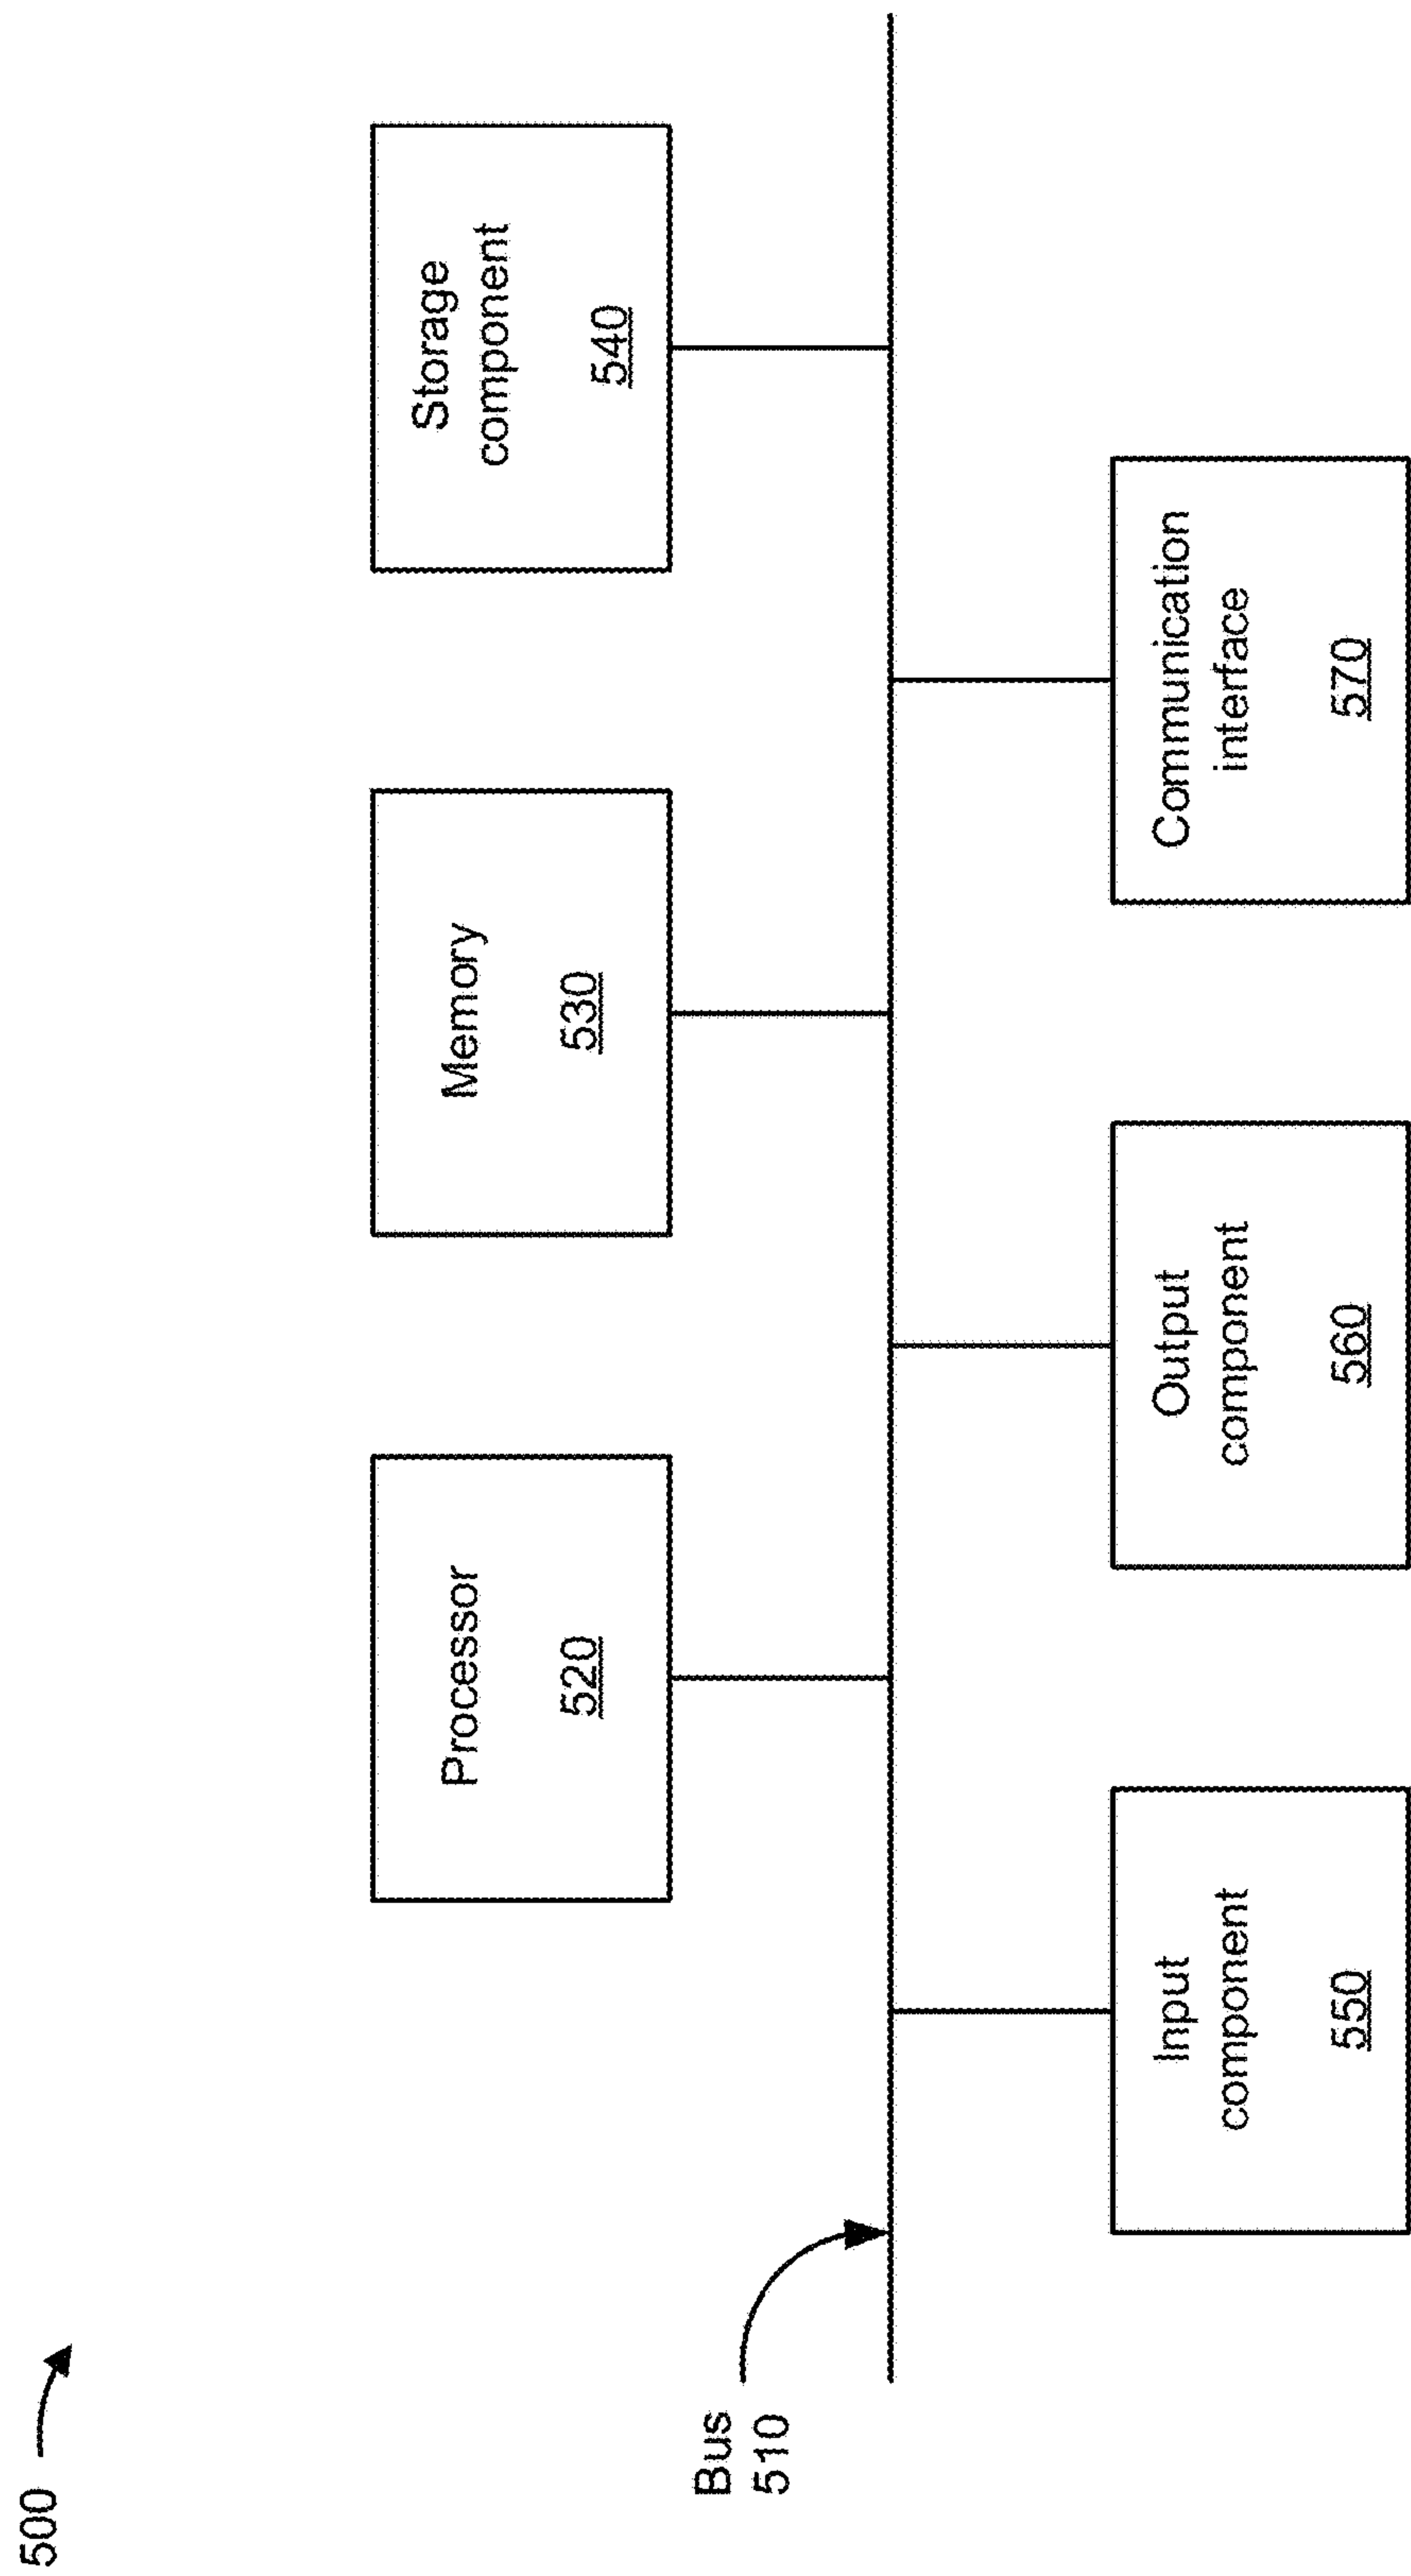 500
Processor
520
Memory
530
Storage
component
540
Bus
510
Input
component
550
Output
component
560
Communication
interface
570